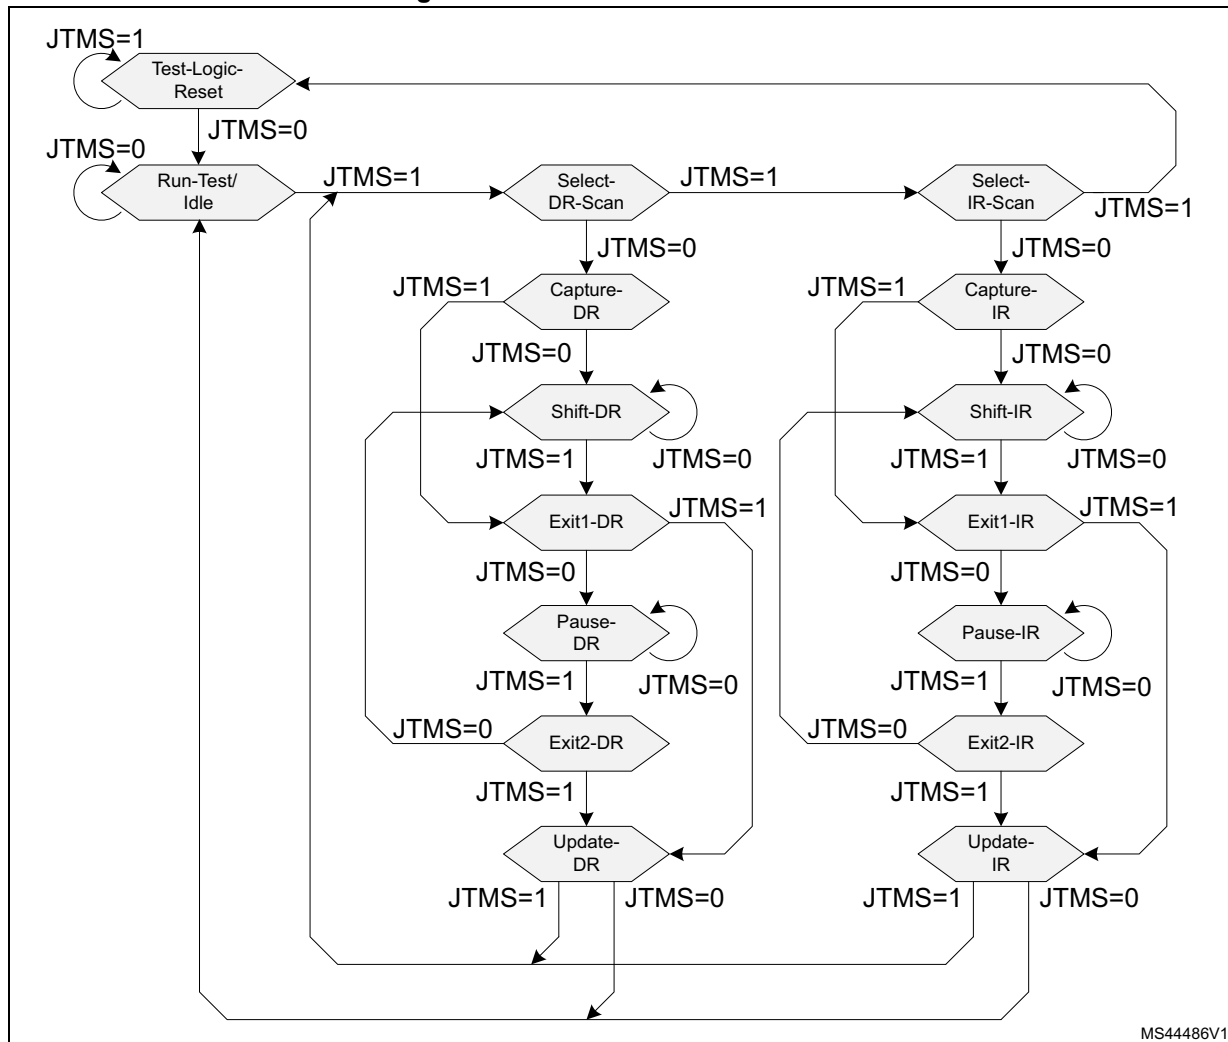 JTMS=1
Test-Logic-
Reset
JTMS=0
JTMS=0
Run-Test/
Idle
JTMS=1
Select-
DR-Scan
JTMS=1
Select-
IR-Scan
JTMS=1
JTMS=0
JTMS=0
JTMS=1
Capture-
DR
JTMS=1
Capture-
IR
JTMS=0
JTMS=0
Shift-DR
Shift-IR
JTMS=1
JTMS=0
JTMS=1
JTMS=0
Exit1-DR
JTMS=1
Exit1-IR
JTMS=1
JTMS=0
JTMS=0
Pause-
DR
Pause-IR
JTMS=1
JTMS=0
JTMS=1
JTMS=0
JTMS=0
Exit2-DR
JTMS=0
Exit2-IR
JTMS=1
JTMS=1
Update-
DR
Update-
IR
JTMS=1
JTMS=0
JTMS=1
JTMS=0
MS44486V1